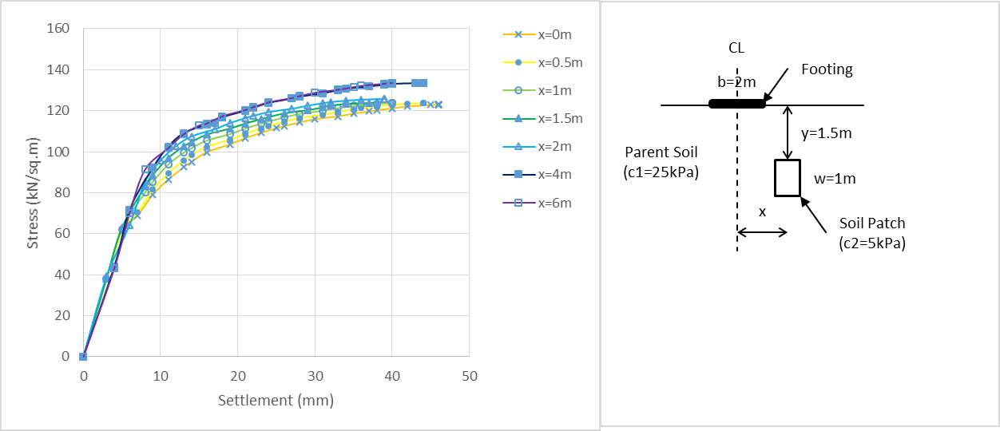 160
140
120
100
80
60
40
20
0
Stress (kN/sq.m)
0 10 20 30 40 50
Settlement (mm)
x=0m
x=0.5m
x=1m
x=1.5m
x=2m
x=4m
x=6m
CL
b=2m
Footing
y=1.5m
Parent Soil
(c1=25kPa)
w=1m
x
Soil Patch
(c2=5kPa)